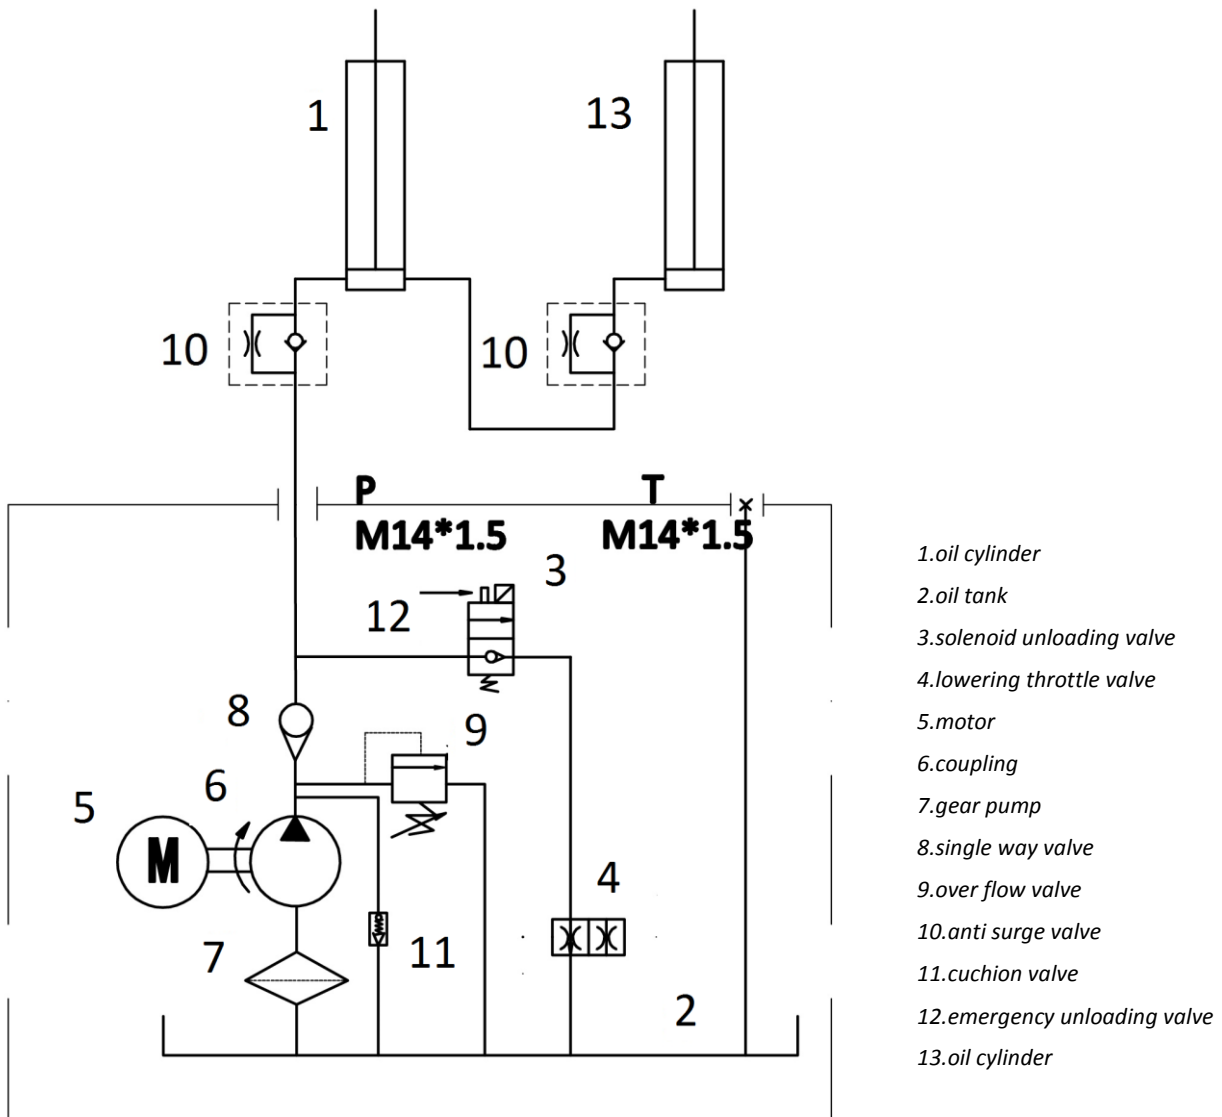 1
13
10
10
P
T
M14*1.5
M14*1.5
3
12
8
9
6
5
M
4
7
11
2
1.oil cylinder
2.oil tank
3.solenoid unloading valve
4.lowering throttle valve
5.motor
6.coupling
7.gear pump
8.single way valve
9.over flow valve
10.anti surge valve
11.cuchion valve
12.emergency unloading valve
13.oil cylinder